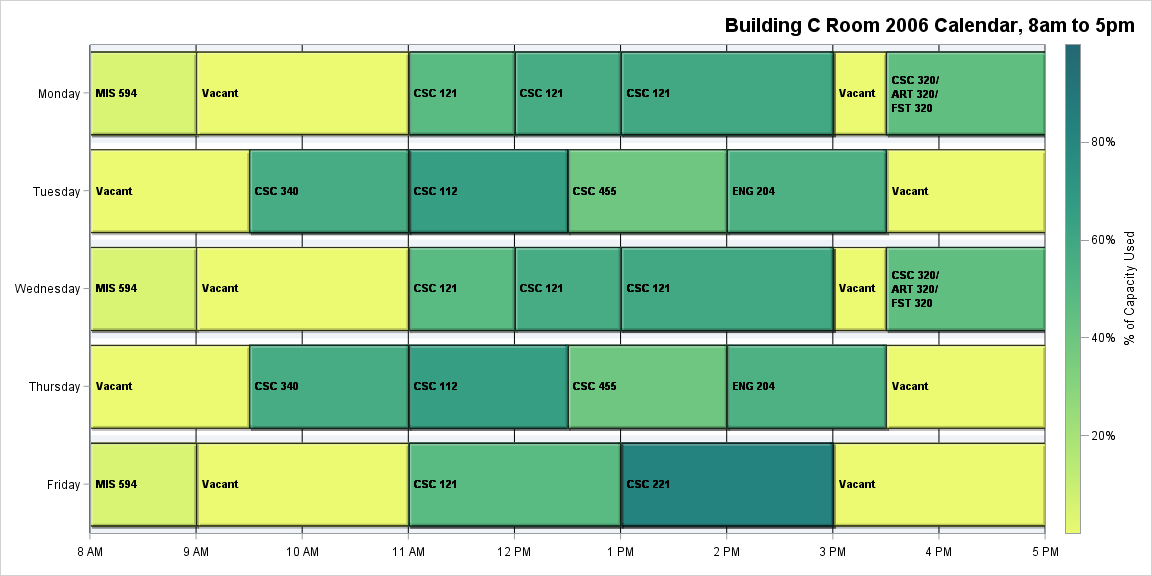 Building C Room 2006 Calendar, 8am to 5pm
Monday
MIS 594
Vacant
CSC 121
CSC 121
CSC 121
Vacant
CSC 320/
ART 320/
FST 320
Tuesday
Vacant
CSC 340
CSC 112
CSC 455
ENG 204
Vacant
Wednesday
MIS 594
Vacant
CSC 121
CSC 121
CSC 121
Vacant
CSC 320/
ART 320/
FST 320
Thursday
Vacant
CSC 340
CSC 112
CSC 455
ENG 204
Vacant
Friday
MIS 594
Vacant
CSC 121
CSC 221
Vacant
8 AM
9 AM
10 AM
11 AM
12 PM
1 PM
2 PM
3 PM
4 PM
5 PM
80%
60%
40%
20%
% of Capacity Used